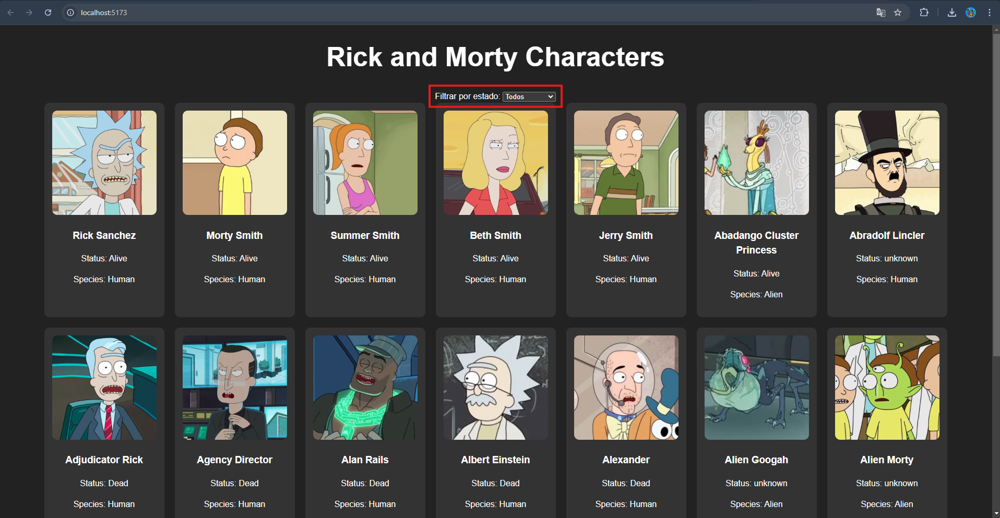 localhost:5173
Rick and Morty Characters
Filtrar por estado: Todos
Rick Sanchez
Status: Alive
Species: Human
Morty Smith
Status: Alive
Species: Human
Summer Smith
Status: Alive
Species: Human
Beth Smith
Status: Alive
Species: Human
Jerry Smith
Status: Alive
Species: Human
Abadango Cluster
Princess
Status: Alive
Species: Alien
Abradolf Lincler
Status: unknown
Species: Human
Adjudicator Rick
Status: Dead
Species: Human
Agency Director
Status: Dead
Species: Human
Alan Rails
Status: Dead
Species: Human
Albert Einstein
Status: Dead
Species: Human
Alexander
Status: Dead
Species: Human
Alien Googah
Status: unknown
Species: Alien
Alien Morty
Status: unknown
Species: Alien